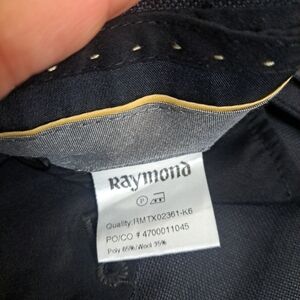 Raymond
P
Quality.RMTX02361-K6
PO/CO # 4700011045
Poly 65%/Wool 35%